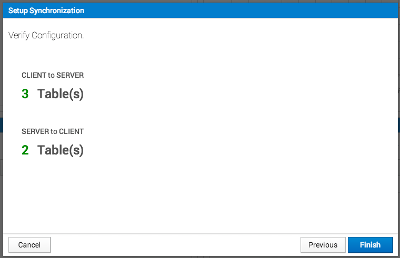 Setup Synchronization
Verify Configuration.
CLIENT to SERVER
3 Table(s)
SERVER to CLIENT
2 Table(s)
Cancel
Previous
Finish